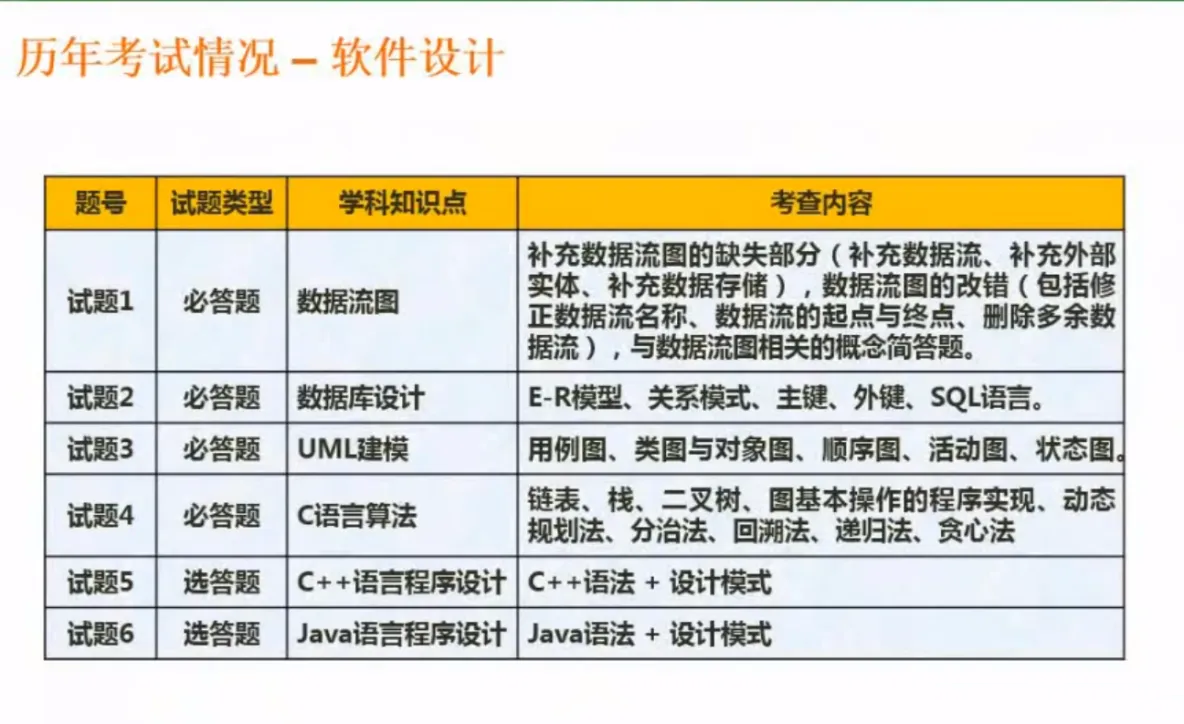 历年考试情况 – 软件设计
题号 试题类型 学科知识点 考查内容
试题1 必答题 数据流图 补充数据流图的缺失部分（补充数据流、补充外部
实体、补充数据存储），数据流图的改错（包括修
正数据流名称、数据流的起点与终点、删除多余数
据流），与数据流图相关的概念简答题。
试题2 必答题 数据库设计 E-R模型、关系模式、主键、外键、SQL语言。
试题3 必答题 UML建模 用例图、类图与对象图、顺序图、活动图、状态图。
试题4 必答题 C语言算法 链表、栈、二叉树、图基本操作的程序实现、动态
规划法、分治法、回溯法、递归法、贪心法
试题5 选答题 C++语言程序设计 C++语法 + 设计模式
试题6 选答题 Java语言程序设计 Java语法 + 设计模式